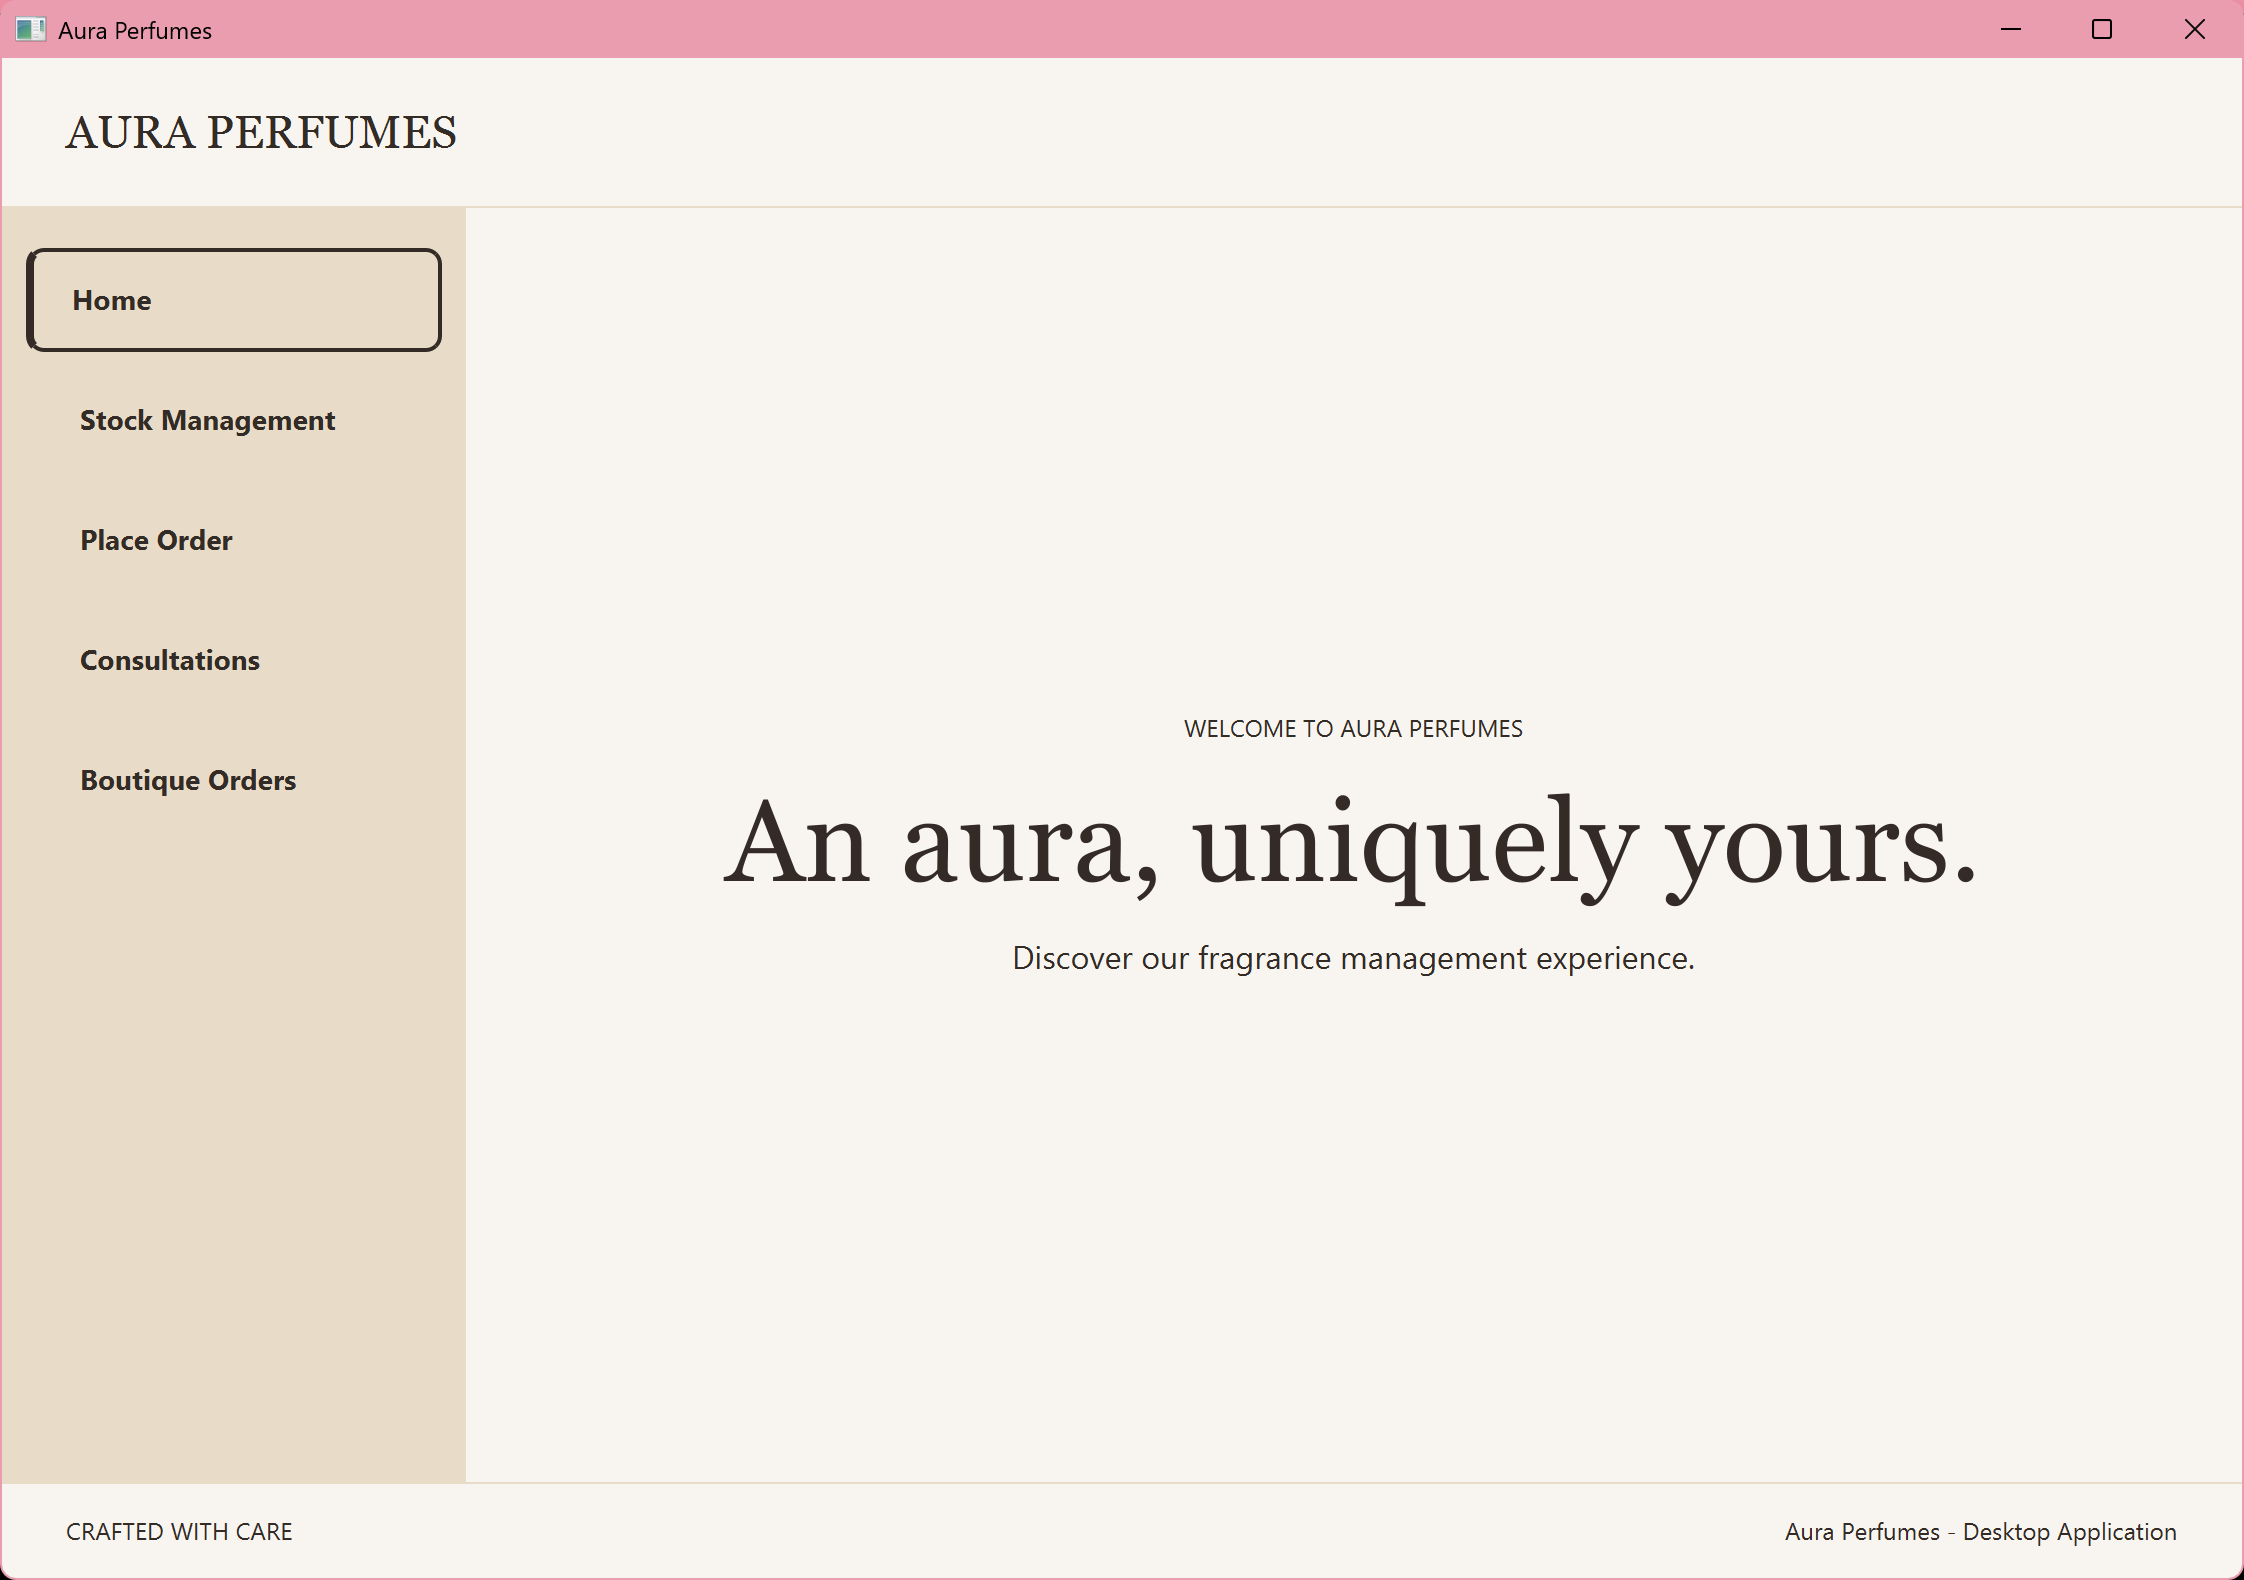 Aura Perfumes
AURA PERFUMES
Home
Stock Management
Place Order
Consultations
Boutique Orders
WELCOME TO AURA PERFUMES
An aura, uniquely yours.
Discover our fragrance management experience.
CRAFTED WITH CARE
Aura Perfumes - Desktop Application